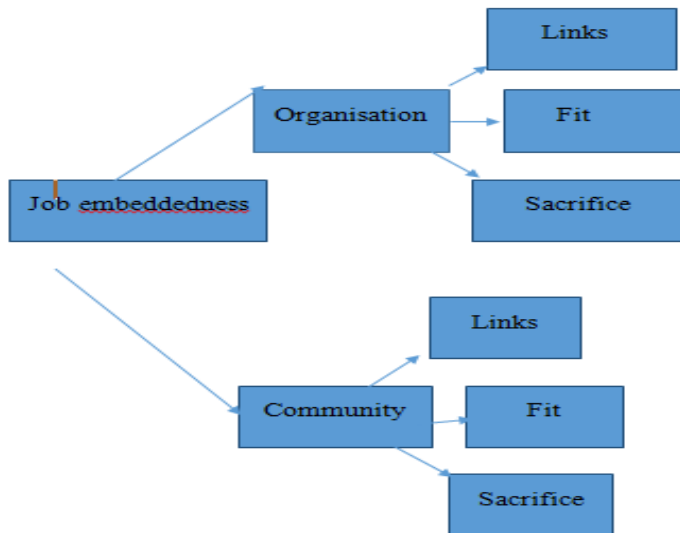 Links
Organisation
Fit
Job embeddedness
Sacrifice
Links
Community
Fit
Sacrifice